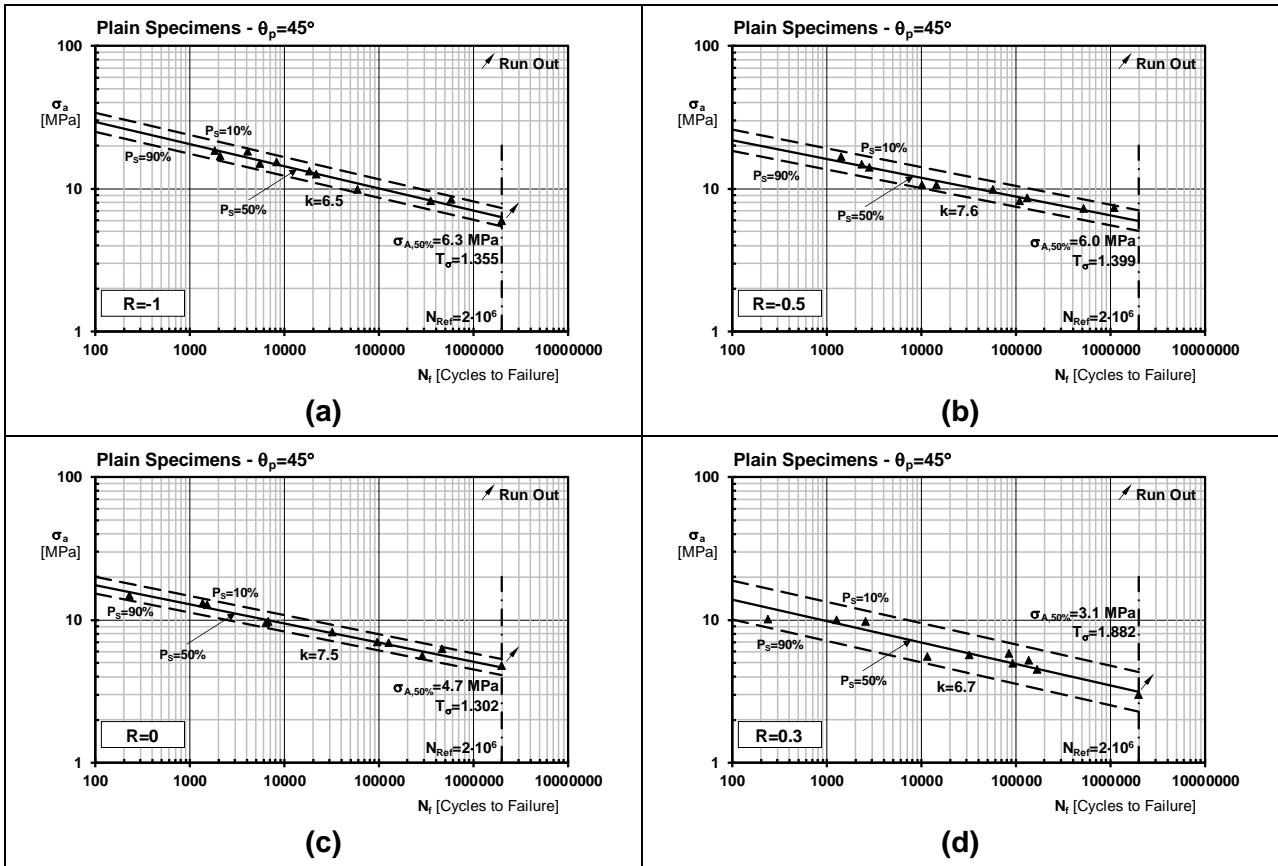 Plain Specimens - θp=45°
100
10
1
σa
[MPa]
Run Out
PS=10%
PS=90%
PS=50%
k=6.5
σA,50%=6.3 MPa
Tσ=1.355
R=-1
NRef=2·10⁶
100 1000 10000 100000 1000000 10000000
Nf [Cycles to Failure]
(a)
Plain Specimens - θp=45°
100
10
1
σa
[MPa]
Run Out
PS=10%
PS=90%
PS=50%
k=7.6
σA,50%=6.0 MPa
Tσ=1.399
R=-0.5
NRef=2·10⁶
100 1000 10000 100000 1000000 10000000
Nf [Cycles to Failure]
(b)
Plain Specimens - θp=45°
100
10
1
σa
[MPa]
Run Out
PS=10%
PS=90%
PS=50%
k=7.5
σA,50%=4.7 MPa
Tσ=1.302
R=0
NRef=2·10⁶
100 1000 10000 100000 1000000 10000000
Nf [Cycles to Failure]
(c)
Plain Specimens - θp=45°
100
10
1
σa
[MPa]
Run Out
PS=10%
PS=90%
PS=50%
k=6.7
σA,50%=3.1 MPa
Tσ=1.882
R=0.3
NRef=2·10⁶
100 1000 10000 100000 1000000 10000000
Nf [Cycles to Failure]
(d)